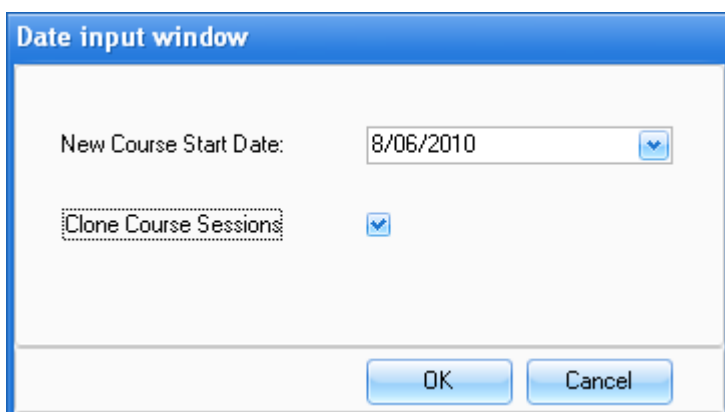 Date input window
New Course Start Date: 8/06/2010
Clone Course Sessions
OK Cancel